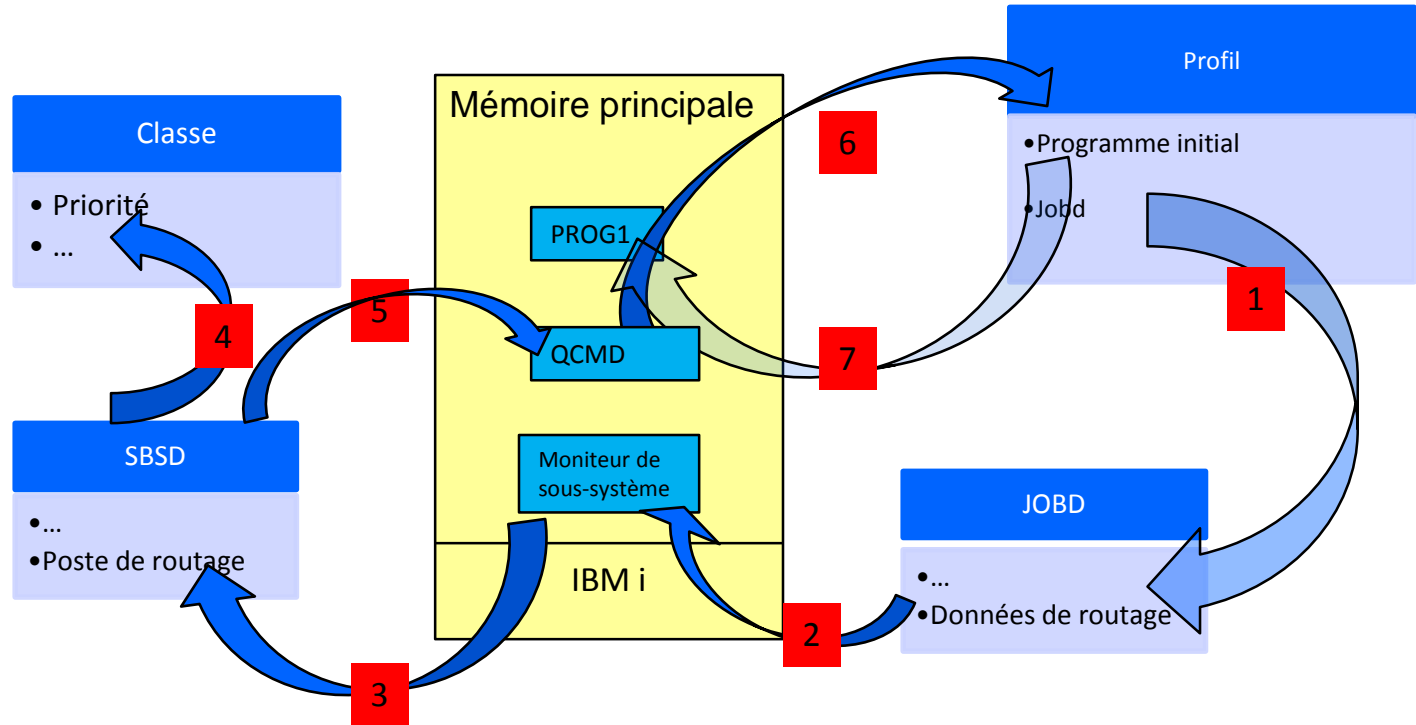 Profil
•Programme initial
•Jobd
Mémoire principale
Classe
• Priorité
• ...
6
PROG1
1
4
5
QCMD
7
SBSD
•...
•Poste de routage
Moniteur de
sous-système
IBM i
JOBD
•...
•Données de routage
2
3